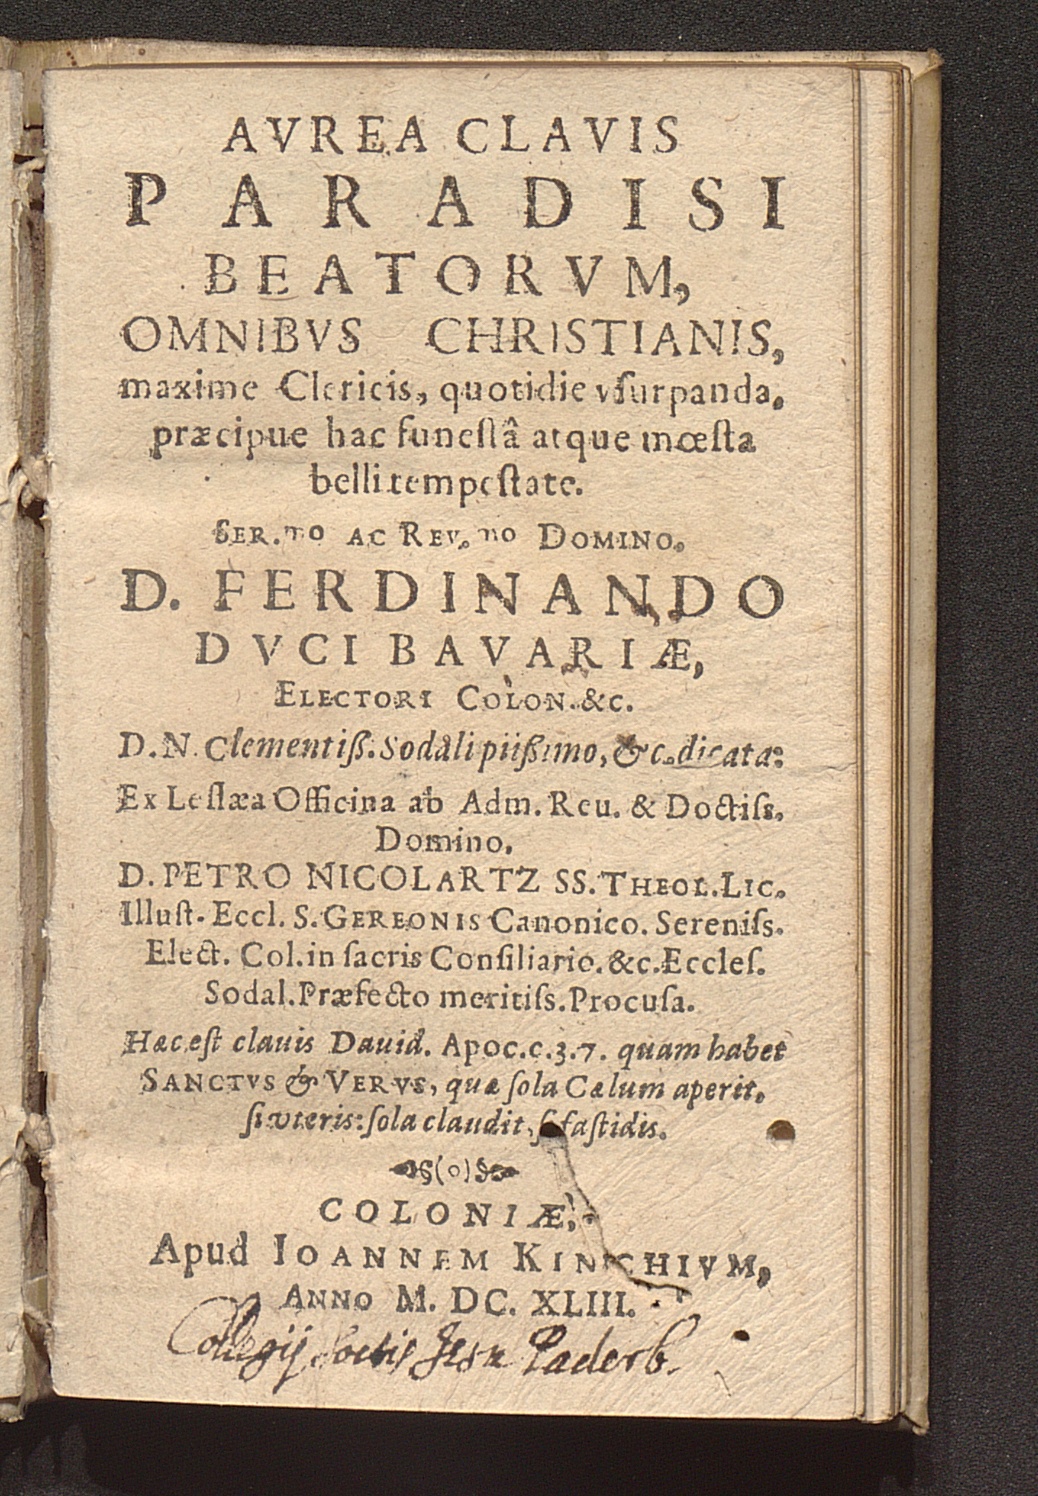 AVREA CLAVIS
PARADISI
BEATORVM,
OMNIBVS CHRISTIANIS,
maxime Clericis, quotidie vſurpanda.
præcipue hac funeſtâ atque mœſta
belli tempeſtate.
SER.mo AC REV.mo DOMINO.
D. FERDINANDO
DVCI BAVARIÆ,
ELECTORI COLON. &c.
D. N. Clementiß. Sodali piißimo, & c. dicata:
Ex Leſlæa Officina ab Adm. Reu. & Doctiſs.
Domino.
D. PETRO NICOLARTZ SS. THEOL. LIC.
Illuſt. Eccl. S. GEREONIS Canonico. Sereniſs.
Elect. Col. in ſacris Conſiliario. &c. Eccleſ.
Sodal. Præfecto meritiſs. Procuſa.
Hæc eſt clauis Dauid. Apoc. c. 3. 7. quam habet
SANCTVS & VERVS, quæ ſola Cælum aperit.
ſi vteris: ſola claudit, ſi faſtidis.
§(o)§
COLONIÆ,
Apud IOANNEM KINCHIVM,
ANNO M. DC. XLIII.
Collegij Soctis Jesu Paderb.